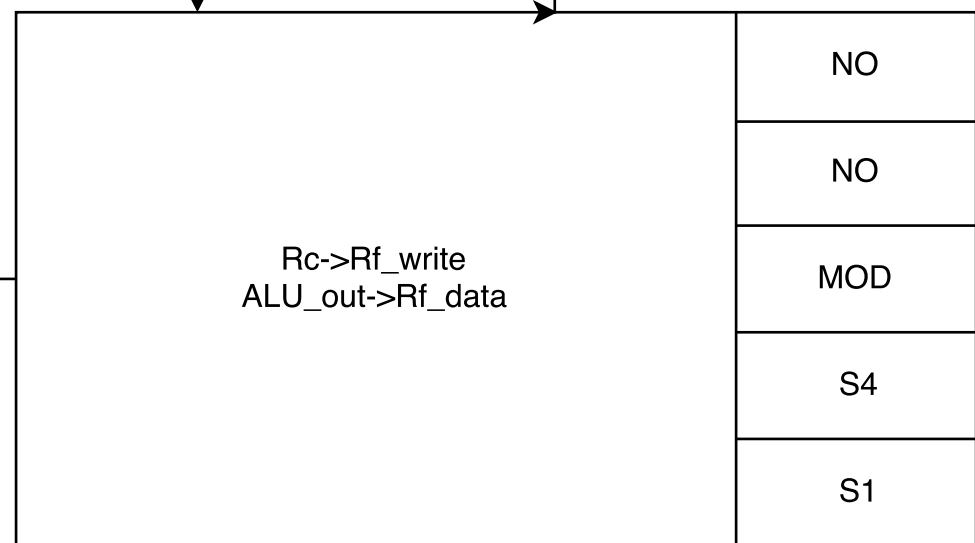 NO
NO
Rc->Rf_write
ALU_out->Rf_data
MOD
S4
S1